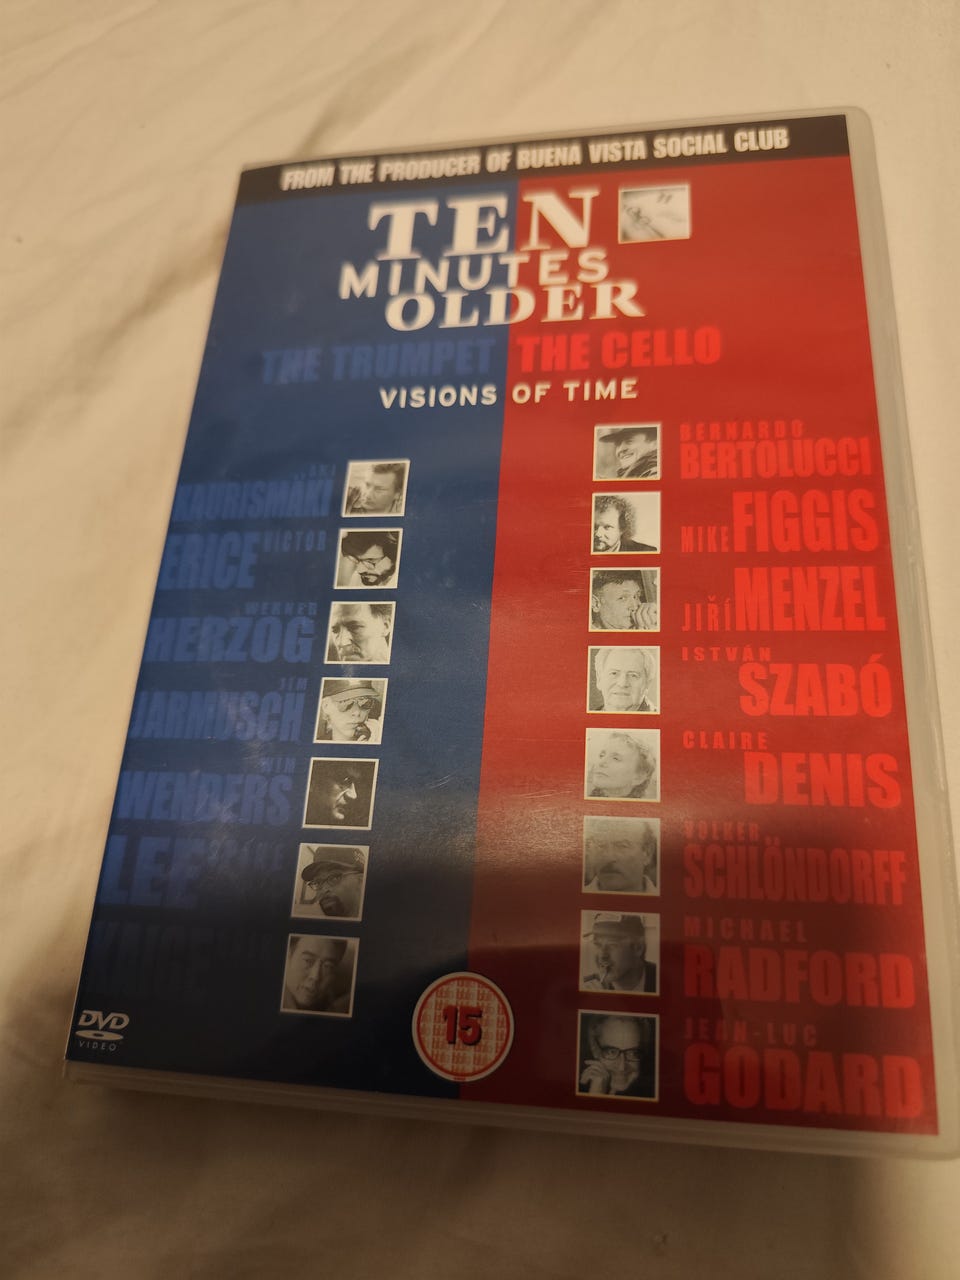 FROM THE PRODUCER OF BUENA VISTA SOCIAL CLUB
TEN
MINUTES
OLDER
THE TRUMPET THE CELLO
VISIONS OF TIME
AKI
KAURISMÄKI
ERICE VICTOR
WERNER
HERZOG
JIM
JARMUSCH
WIM
WENDERS
LEE
KAIGE
BERNARDO
BERTOLUCCI
MIKE FIGGIS
JIŘÍ MENZEL
ISTVÁN
SZABÓ
CLAIRE
DENIS
VOLKER
SCHLÖNDORFF
MICHAEL
RADFORD
JEAN-LUC
GODARD
DVD
VIDEO
15